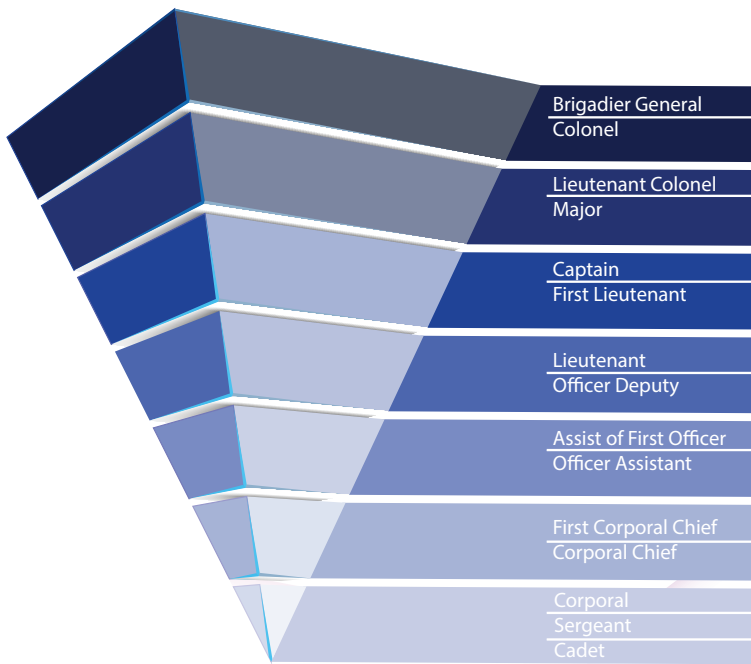 Brigadier General
Colonel
Lieutenant Colonel
Major
Captain
First Lieutenant
Lieutenant
Officer Deputy
Assist of First Officer
Officer Assistant
First Corporal Chief
Corporal Chief
Corporal
Sergeant
Cadet